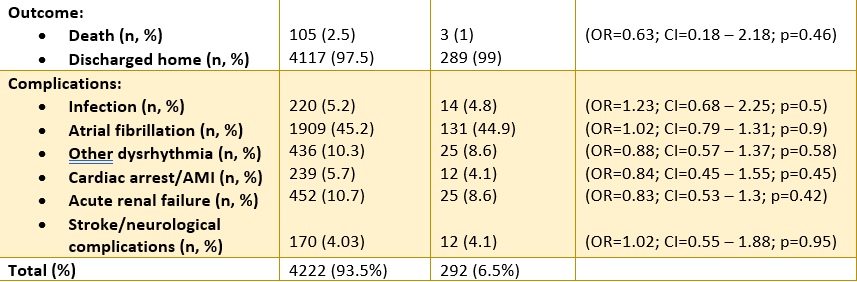 Outcome:
• Death (n, %) 105 (2.5) 3 (1) (OR=0.63; CI=0.18 – 2.18; p=0.46)
• Discharged home (n, %) 4117 (97.5) 289 (99)
Complications:
• Infection (n, %) 220 (5.2) 14 (4.8) (OR=1.23; CI=0.68 – 2.25; p=0.5)
• Atrial fibrillation (n, %) 1909 (45.2) 131 (44.9) (OR=1.02; CI=0.79 – 1.31; p=0.9)
• Other dysrhythmia (n, %) 436 (10.3) 25 (8.6) (OR=0.88; CI=0.57 – 1.37; p=0.58)
• Cardiac arrest/AMI (n, %) 239 (5.7) 12 (4.1) (OR=0.84; CI=0.45 – 1.55; p=0.45)
• Acute renal failure (n, %) 452 (10.7) 25 (8.6) (OR=0.83; CI=0.53 – 1.3; p=0.42)
• Stroke/neurological
complications (n, %) 170 (4.03) 12 (4.1) (OR=1.02; CI=0.55 – 1.88; p=0.95)
Total (%) 4222 (93.5%) 292 (6.5%)